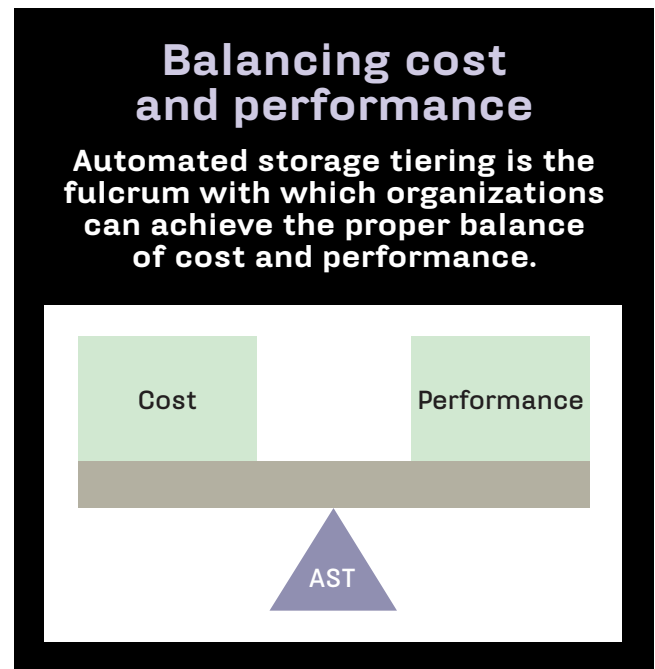 Balancing cost
and performance
Automated storage tiering is the
fulcrum with which organizations
can achieve the proper balance
of cost and performance.
Cost
Performance
AST